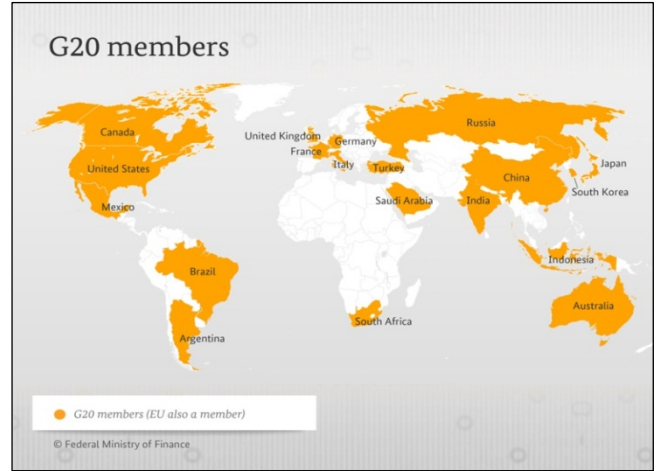 G20 members
Canada
Russia
United Kingdom
Germany
France
Japan
Italy
United States
Turkey
China
South Korea
Saudi Arabia
India
Mexico
Indonesia
Brazil
Australia
South Africa
Argentina
G20 members (EU also a member)
© Federal Ministry of Finance